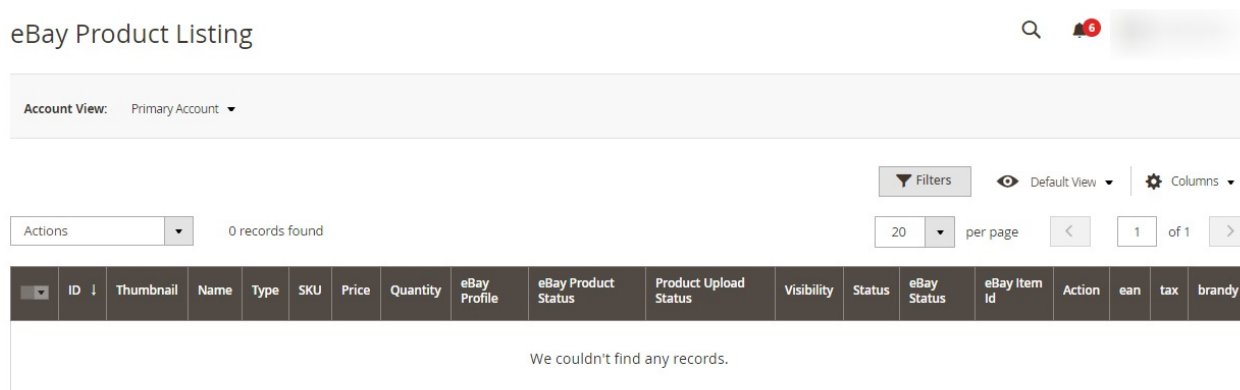 eBay Product Listing
6
Account View: Primary Account
Filters Default View Columns
Actions 0 records found 20 per page 1 of 1
ID ↓ Thumbnail Name Type SKU Price Quantity eBay Profile eBay Product Status Product Upload Status Visibility Status eBay Status eBay Item Id Action ean tax brandy
We couldn't find any records.